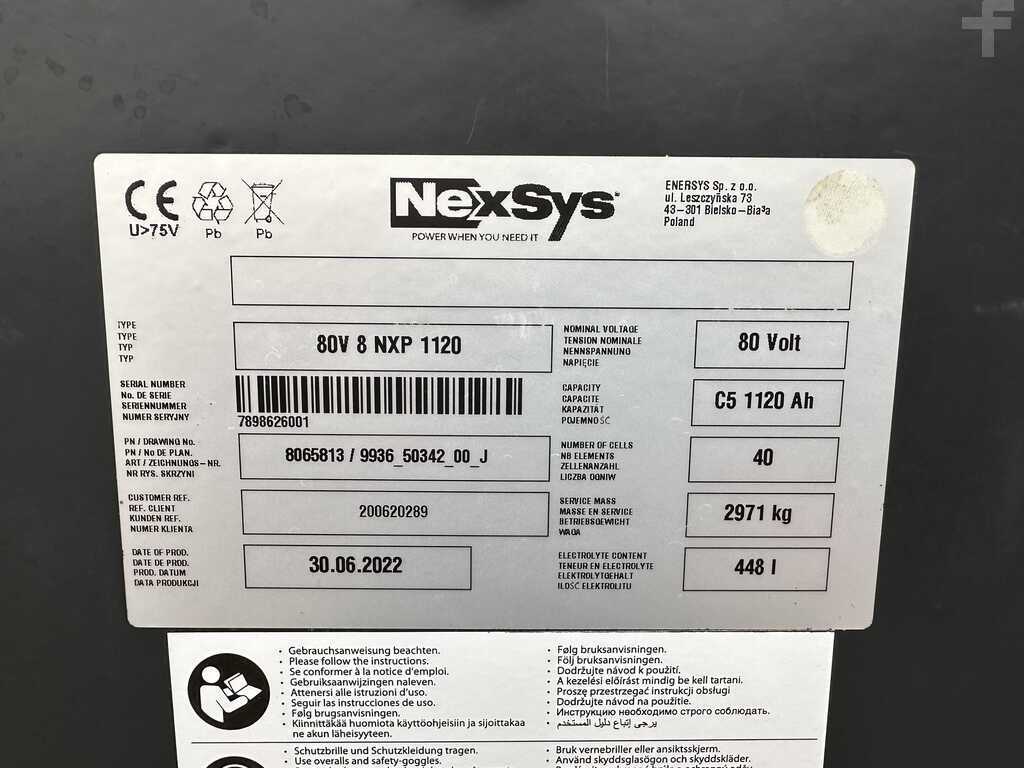 CE
U>75V
Pb
Pb
NexSys
POWER WHEN YOU NEED IT
ENERSYS Sp. z o.o.
ul. Leszczyńska 73
43-301 Bielsko-Bia³a
Poland
TYPE
TYPE
TYP
TYP
80V 8 NXP 1120
NOMINAL VOLTAGE
TENSION NOMINALE
NENNSPANNUNG
NAPIĘCIE
80 Volt
SERIAL NUMBER
No. DE SERIE
SERIENNUMMER
NUMER SERYJNY
7898626001
CAPACITY
CAPACITE
KAPAZITAT
POJEMNOŚĆ
C5 1120 Ah
PN / DRAWING No.
PN / No DE PLAN.
ART / ZEICHNUNGS-NR.
NR RYS. SKRZYNI
8065813 / 9936_50342_00_J
NUMBER OF CELLS
NB ELEMENTS
ZELLENANZAHL
LICZBA OGNIW
40
CUSTOMER REF.
REF. CLIENT
KUNDEN REF.
NUMER KLIENTA
200620289
SERVICE MASS
MASSE EN SERVICE
BETRIEBSGEWICHT
WAGA
2971 kg
DATE OF PROD.
DATE DE PROD.
PROD. DATUM
DATA PRODUKCJI
30.06.2022
ELECTROLYTE CONTENT
TENEUR EN ELECTROLYTE
ELEKTROLYTGEHALT
ILOŚĆ ELEKTROLITU
448 l
· Gebrauchsanweisung beachten.
· Please follow the instructions.
· Se conformer à la notice d'emploi.
· Gebruiksaanwijzingen naleven.
· Attenersi alle istruzioni d'uso.
· Seguir las instrucciones de uso.
· Følg brugsanvisningen.
· Klinnittäkää huomiota käyttöohjeisiin ja sijoittakaa
ne akun läheisyyteen.
· Følg bruksanvisningen.
· Följ bruksanvisningen.
· Dodržujte návod k použití.
· A kezelési előírást mindig be kell tartani.
· Proszę przestrzegać instrukcji obsługi
· Dodržujte návod na použitie.
· Инструкцию необходимо строго соблюдать.
· يرجى إتباع دليل المستخدم
· Schutzbrille und Schutzkleidung tragen.
· Use overalls and safety-goggles.
· Bruk vernebriller eller ansiktsskjerm.
· Använd skyddsglasögon och skyddskläder.